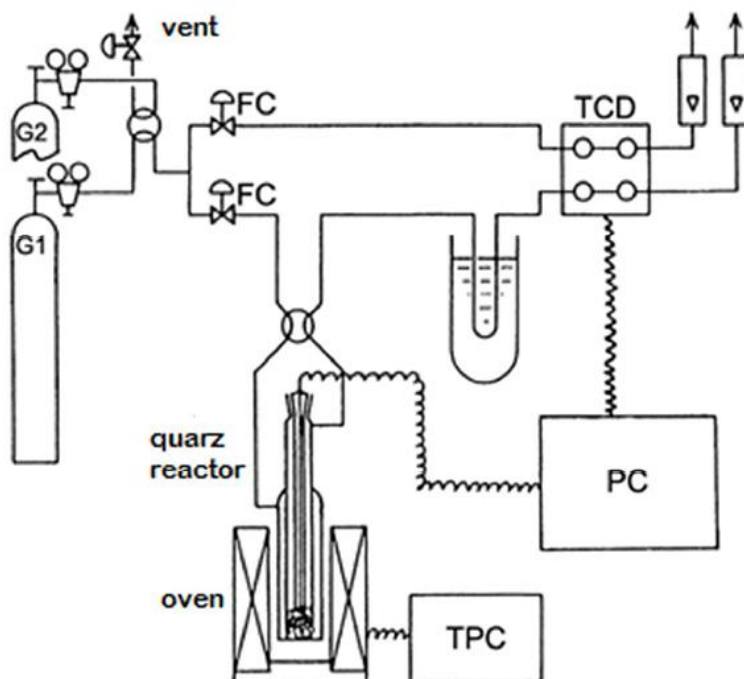 vent
G2
FC
TCD
FC
G1
quarz
reactor
PC
oven
TPC